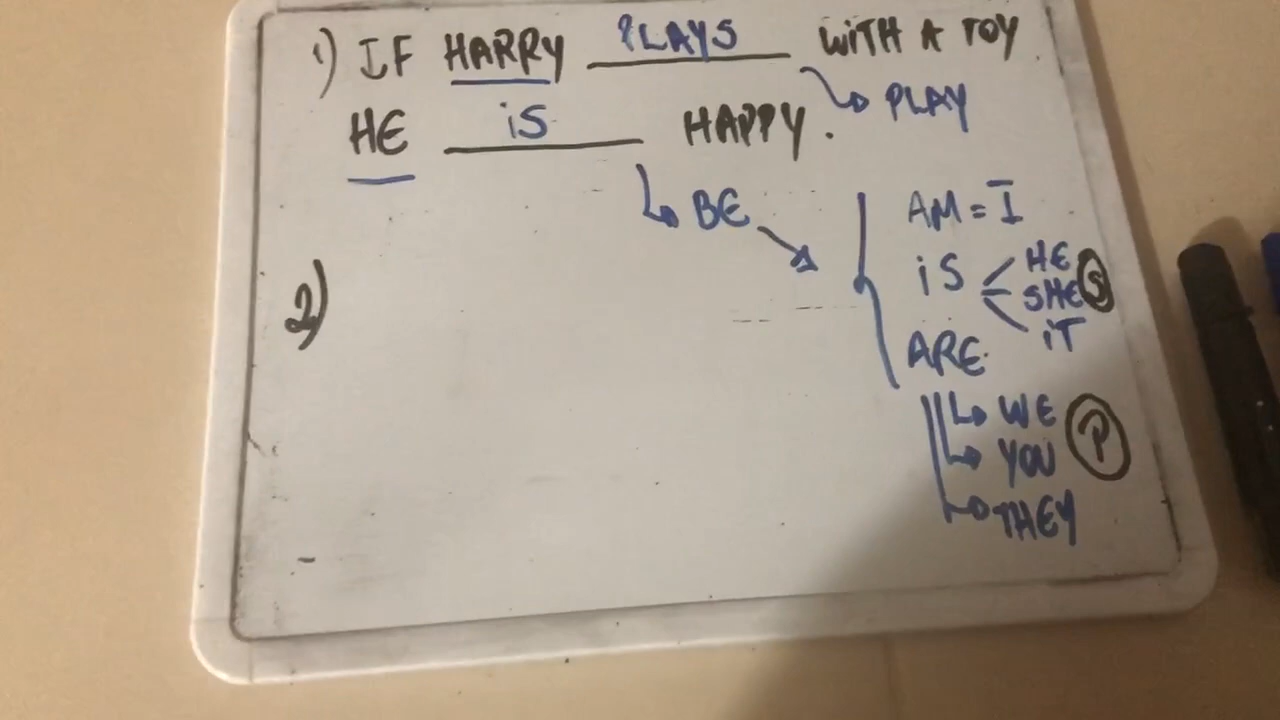 1) IF HARRY PLAYS WITH A TOY
PLAY
HE iS HAPPY.
BE
AM = I
iS HE
SHE
iT
S
ARE
WE
YOU
THEY
P
2)